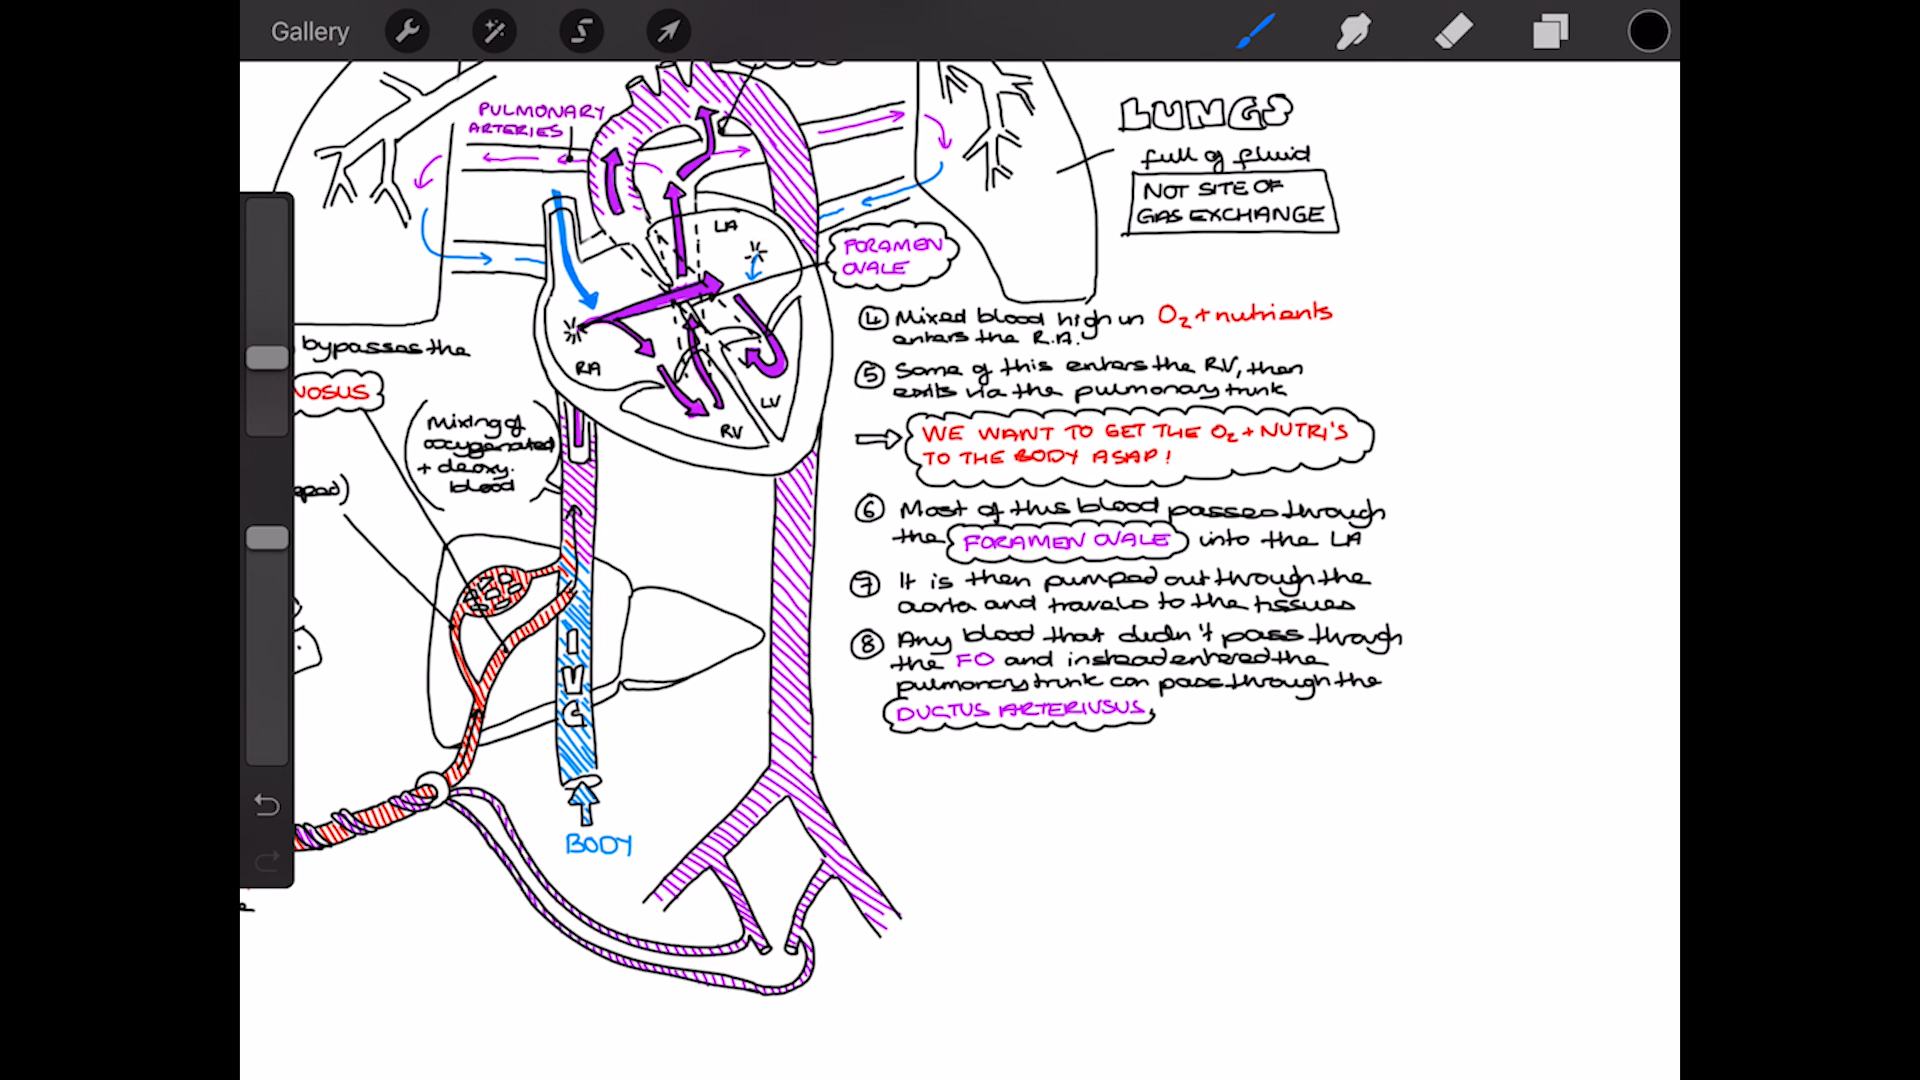 Gallery
PULMONARY
ARTERIES
LUNGS
full of fluid
NOT SITE OF
GAS EXCHANGE
LA
FORAMEN
OVALE
④ Mixed blood high in O₂ + nutrients
enters the R.A.
bypasses the
RA
⑤ Some of this enters the RV, then
exits via the pulmonary trunk
NOSUS
LV
RV
(mixing of
oxygenated
+ deoxy.
blood)
→ WE WANT TO GET THE O₂ + NUTRI'S
TO THE BODY ASAP!
⑥ Most of this blood passes through
the FORAMEN OVALE into the LA
⑦ It is then pumped out through the
aorta and travels to the tissues
IVC
⑧ Any blood that didn't pass through
the FO and instead entered the
pulmonary trunk can pass through the
DUCTUS ARTERIUSUS.
BODY